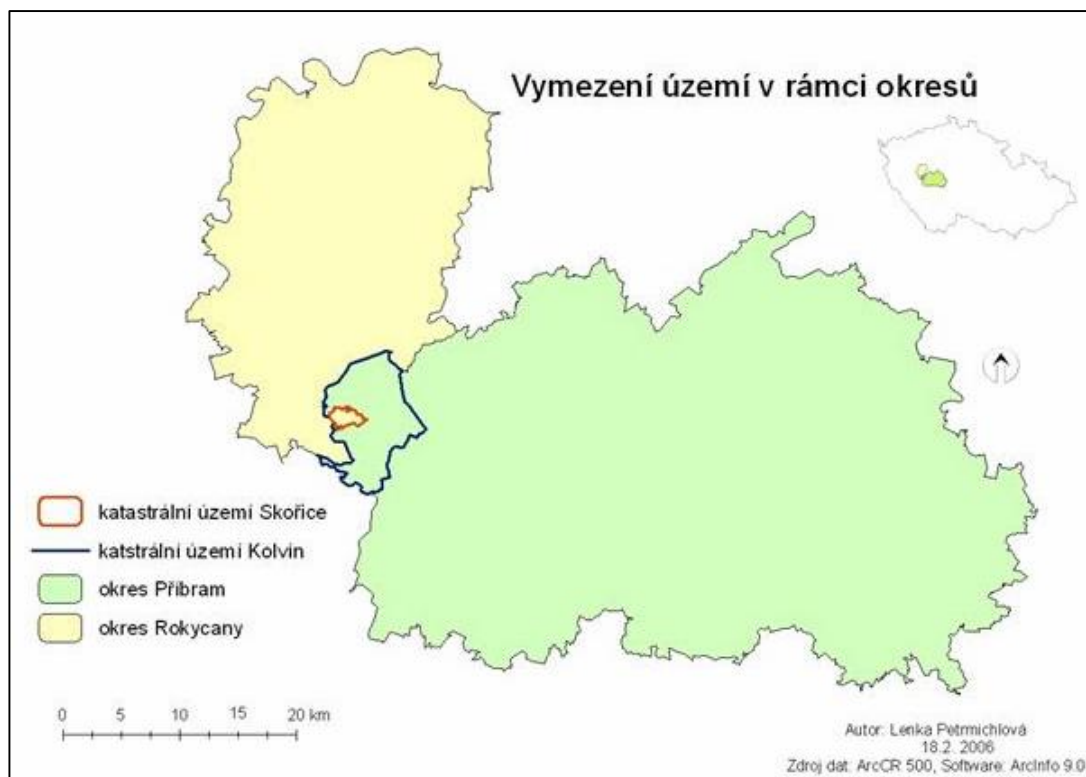 Vymezení území v rámci okresů
katastrální území Skořice
katstrální území Kolvín
okres Příbram
okres Rokycany
0 5 10 15 20 km
Autor: Lenka Petrmichlová
18.2. 2006
Zdroj dat: ArcCR 500, Software: ArcInfo 9.0